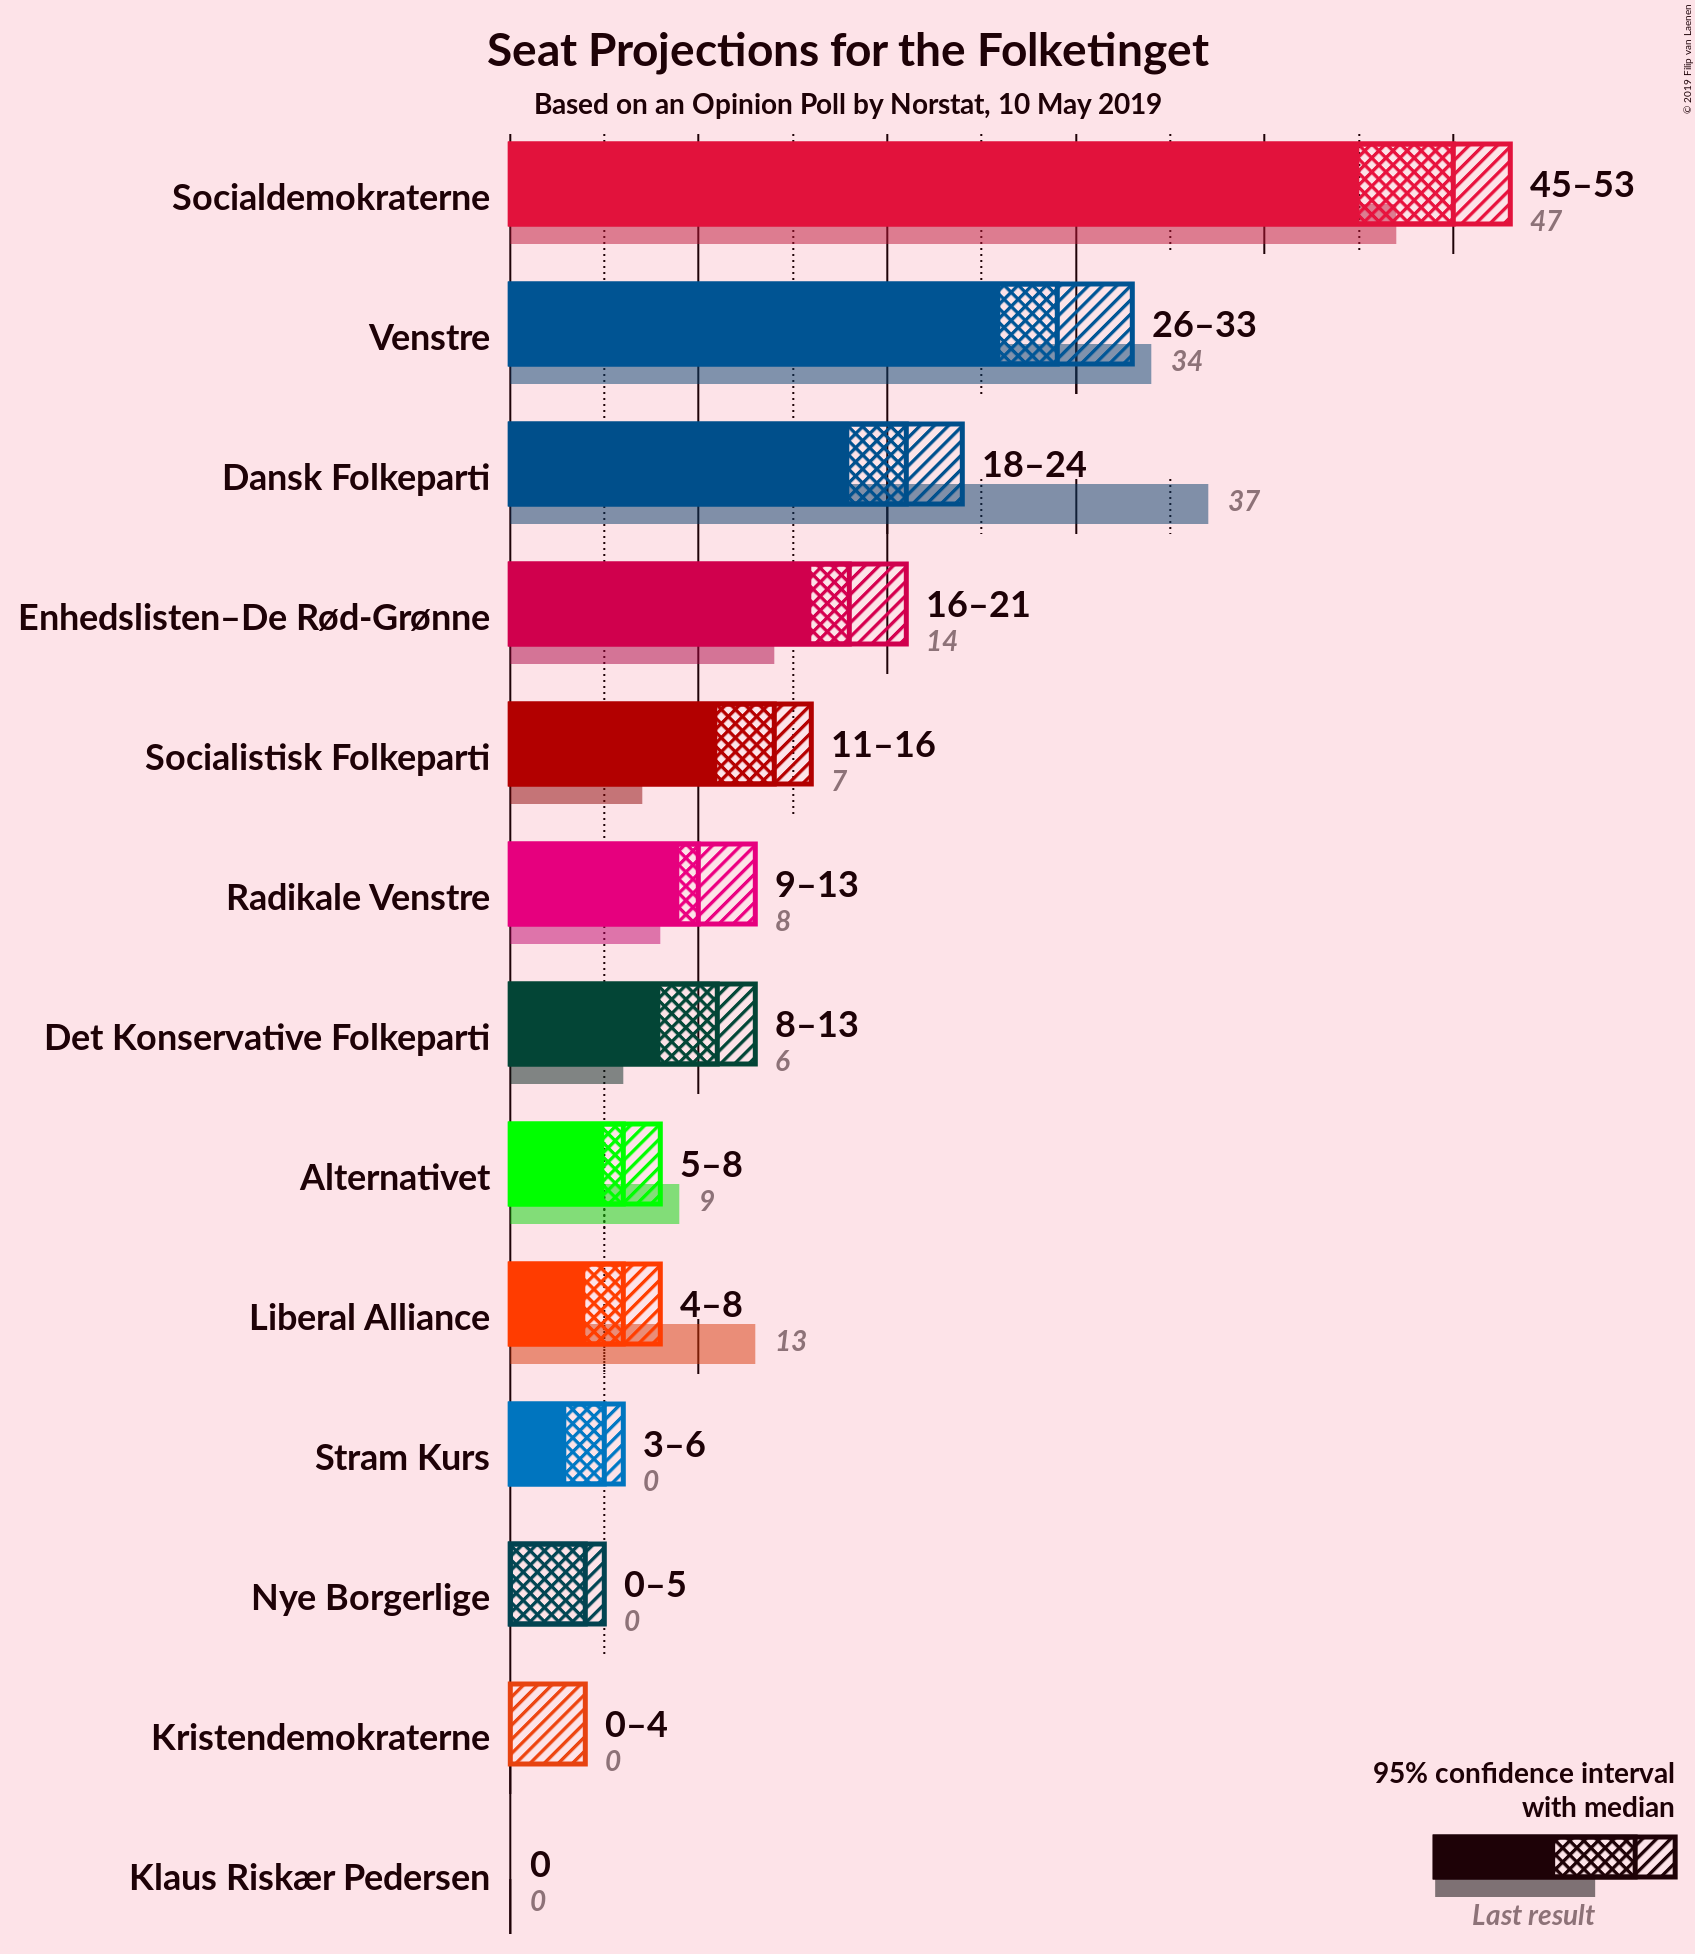 Seat Projections for the Folketinget
Based on an Opinion Poll by Norstat, 10 May 2019
© 2019 Filip van Laenen
Socialdemokraterne
45–53
47
Venstre
26–33
34
Dansk Folkeparti
18–24
37
Enhedslisten–De Rød-Grønne
16–21
14
Socialistisk Folkeparti
11–16
7
Radikale Venstre
9–13
8
Det Konservative Folkeparti
8–13
6
Alternativet
5–8
9
Liberal Alliance
4–8
13
Stram Kurs
3–6
0
Nye Borgerlige
0–5
0
Kristendemokraterne
0–4
0
Klaus Riskær Pedersen
0
0
95% confidence interval
with median
Last result